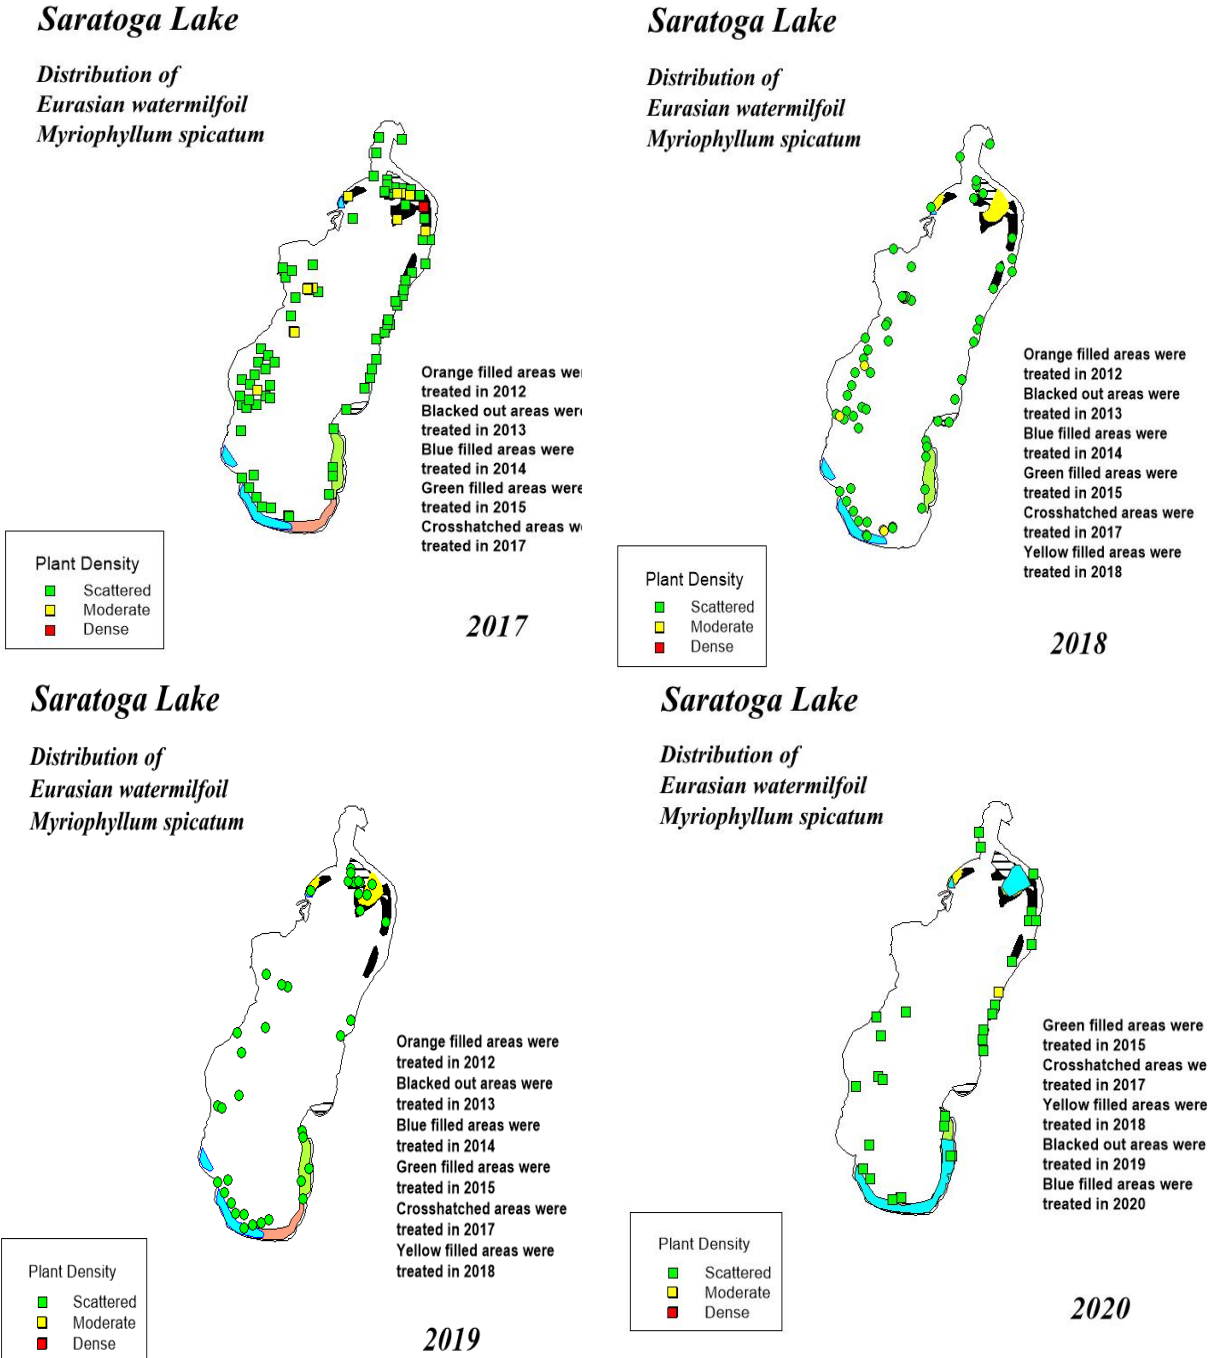 Saratoga Lake
Distribution of
Eurasian watermilfoil
Myriophyllum spicatum
Orange filled areas wer
treated in 2012
Blacked out areas were
treated in 2013
Blue filled areas were
treated in 2014
Green filled areas were
treated in 2015
Crosshatched areas w
treated in 2017
Plant Density
Scattered
Moderate
Dense
2017
Saratoga Lake
Distribution of
Eurasian watermilfoil
Myriophyllum spicatum
Orange filled areas were
treated in 2012
Blacked out areas were
treated in 2013
Blue filled areas were
treated in 2014
Green filled areas were
treated in 2015
Crosshatched areas were
treated in 2017
Yellow filled areas were
treated in 2018
Plant Density
Scattered
Moderate
Dense
2018
Saratoga Lake
Distribution of
Eurasian watermilfoil
Myriophyllum spicatum
Orange filled areas were
treated in 2012
Blacked out areas were
treated in 2013
Blue filled areas were
treated in 2014
Green filled areas were
treated in 2015
Crosshatched areas were
treated in 2017
Yellow filled areas were
treated in 2018
Plant Density
Scattered
Moderate
Dense
2019
Saratoga Lake
Distribution of
Eurasian watermilfoil
Myriophyllum spicatum
Green filled areas were
treated in 2015
Crosshatched areas we
treated in 2017
Yellow filled areas were
treated in 2018
Blacked out areas were
treated in 2019
Blue filled areas were
treated in 2020
Plant Density
Scattered
Moderate
Dense
2020